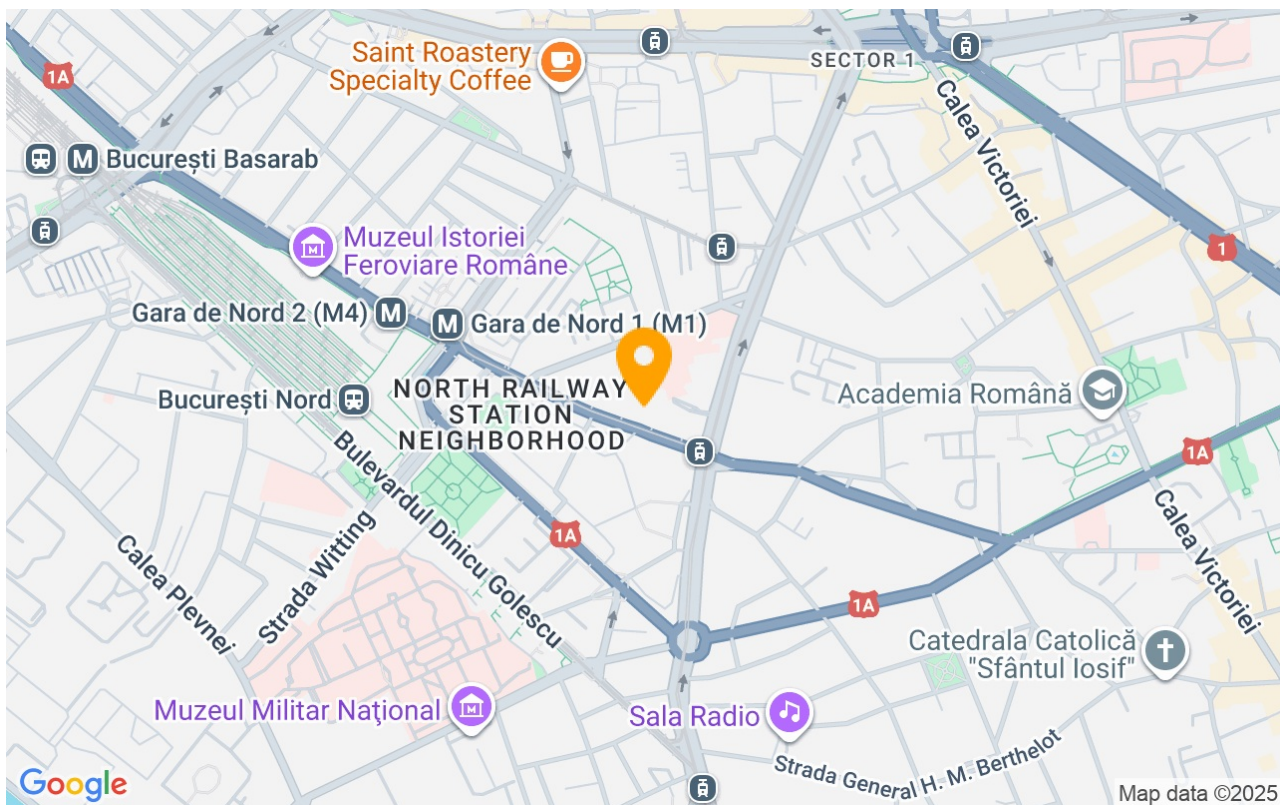 Saint Roastery
Specialty Coffee
SECTOR 1
1A
Calea Victoriei
București Basarab
Muzeul Istoriei
Feroviare Române
1
Gara de Nord 2 (M4)
Gara de Nord 1 (M1)
București Nord
NORTH RAILWAY
STATION
NEIGHBORHOOD
Academia Română
1A
Bulevardul Dinicu Golescu
Strada Witting
Calea Plevnei
1A
Calea Victoriei
1A
Catedrala Catolică
"Sfântul Iosif"
Muzeul Militar Naţional
Sala Radio
Strada General H. M. Berthelot
Google
Map data ©2025